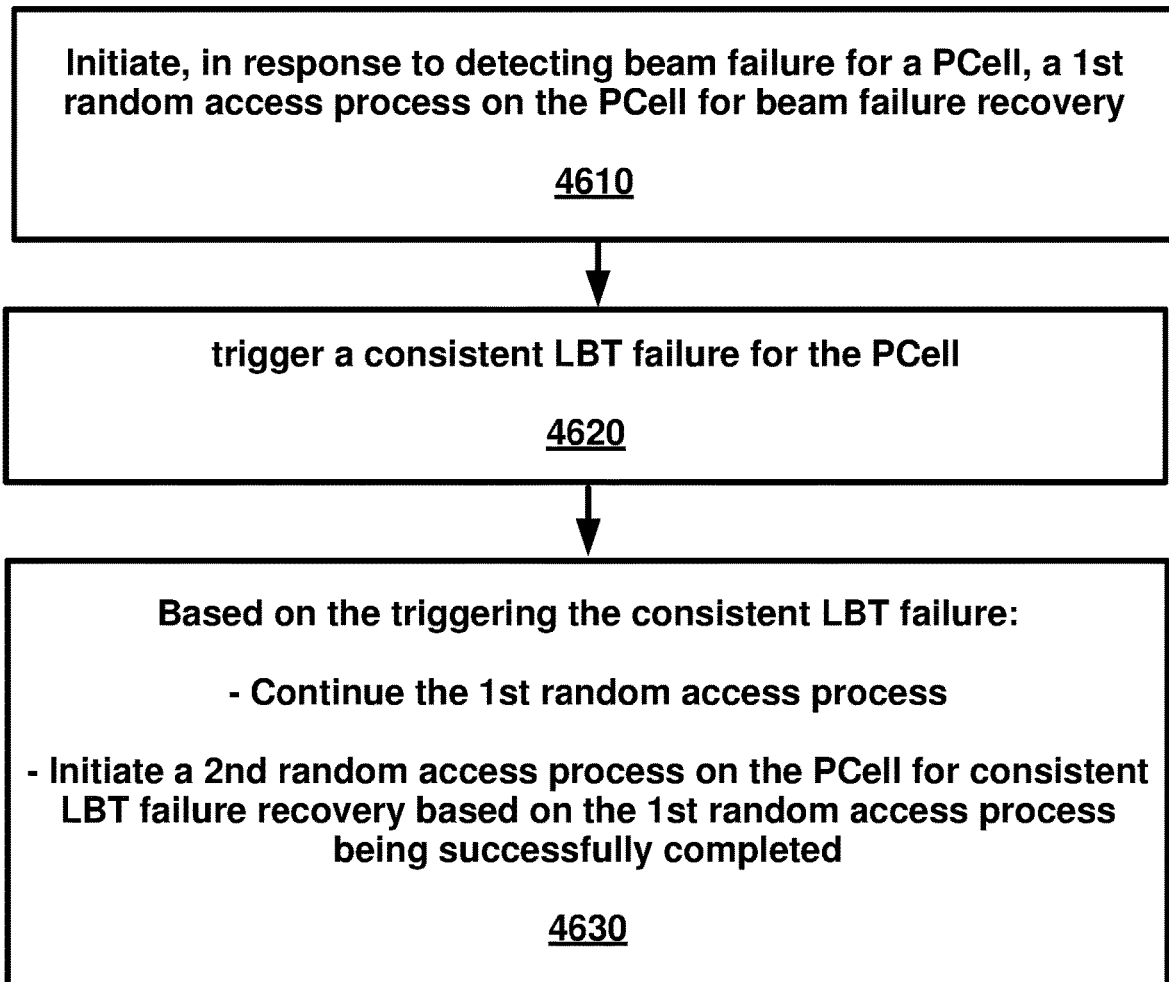 Initiate, in response to detecting beam failure for a PCell, a 1st
random access process on the PCell for beam failure recovery
4610
trigger a consistent LBT failure for the PCell
4620
Based on the triggering the consistent LBT failure:
- Continue the 1st random access process
- Initiate a 2nd random access process on the PCell for consistent
LBT failure recovery based on the 1st random access process
being successfully completed
4630